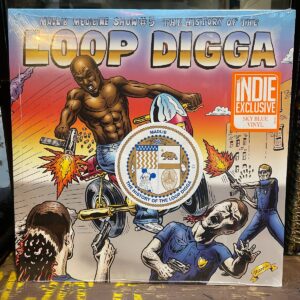 MADLIB MEDICINE SHOW #5 THE HISTORY OF THE
LOOP DIGGA
INDIE
EXCLUSIVE
SKY BLUE
VINYL
MADLIB
THE HISTORY OF THE LOOP DIGGA